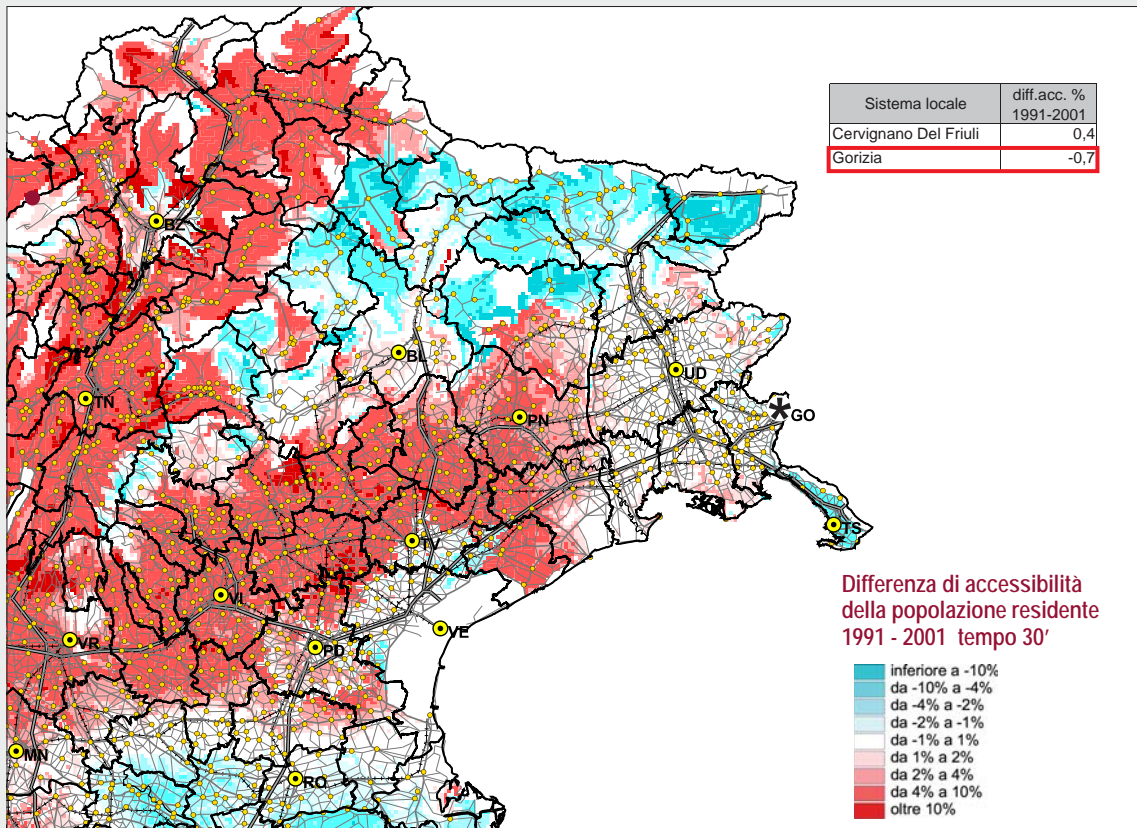 Sistema locale diff.acc. % 1991-2001
Cervignano Del Friuli 0,4
Gorizia -0,7
BZ
BL
UD
TN
PN
GO
TS
TV
VI
VE
VR
PD
MN
RO
Differenza di accessibilità
della popolazione residente
1991 - 2001 tempo 30'
inferiore a -10%
da -10% a -4%
da -4% a -2%
da -2% a -1%
da -1% a 1%
da 1% a 2%
da 2% a 4%
da 4% a 10%
oltre 10%